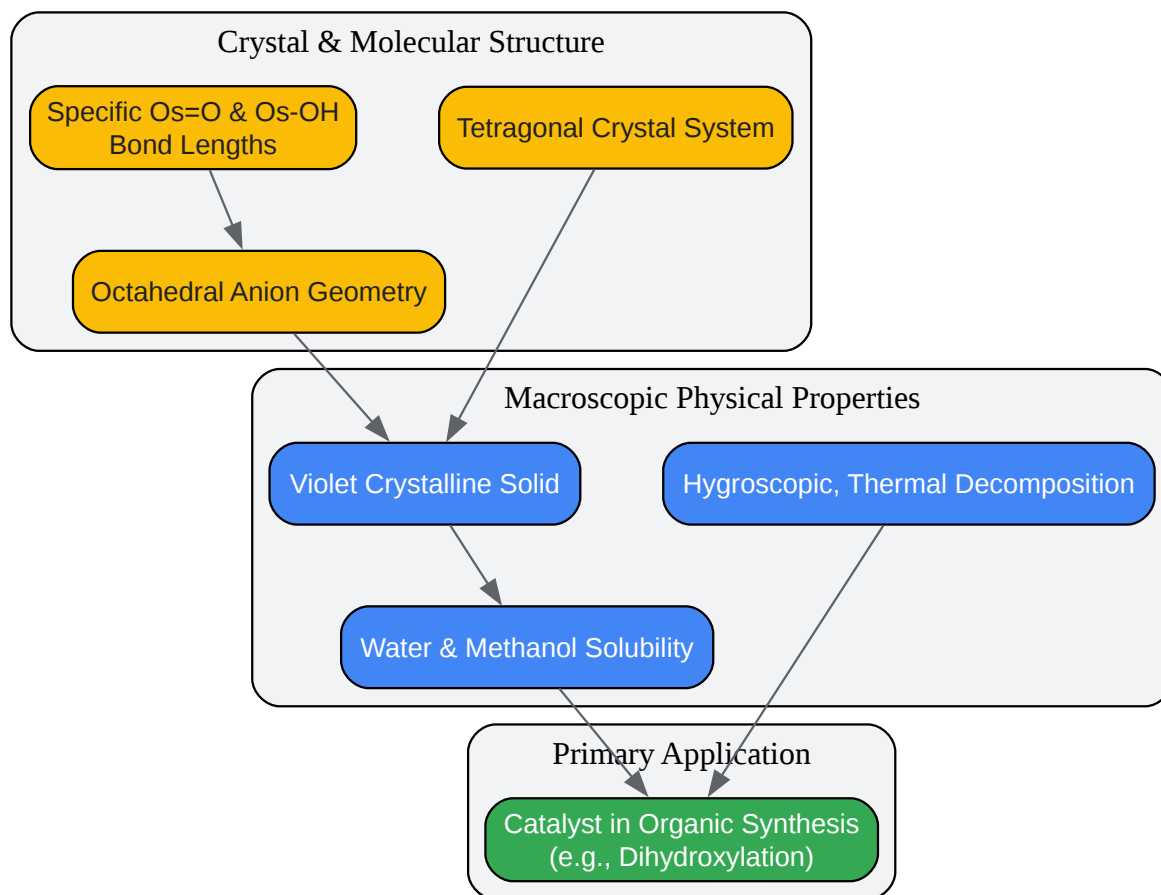 Crystal & Molecular Structure
Specific Os=O & Os-OH
Bond Lengths
Tetragonal Crystal System
Octahedral Anion Geometry
Macroscopic Physical Properties
Violet Crystalline Solid
Hygroscopic, Thermal Decomposition
Water & Methanol Solubility
Primary Application
Catalyst in Organic Synthesis
(e.g., Dihydroxylation)